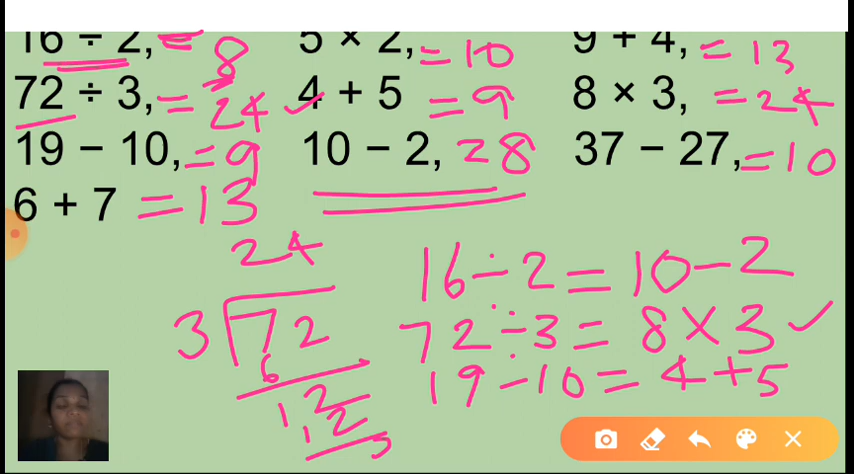 16 ÷ 2, = 8 5 × 2, = 10 9 + 4, = 13
72 ÷ 3, = 24 4 + 5 = 9 8 × 3, = 24
19 − 10, = 9 10 − 2, = 8 37 − 27, = 10
6 + 7 = 13
24
3 72
6
12
12
16 ÷ 2 = 10 − 2
72 ÷ 3 = 8 × 3 ✓
19 − 10 = 4 + 5